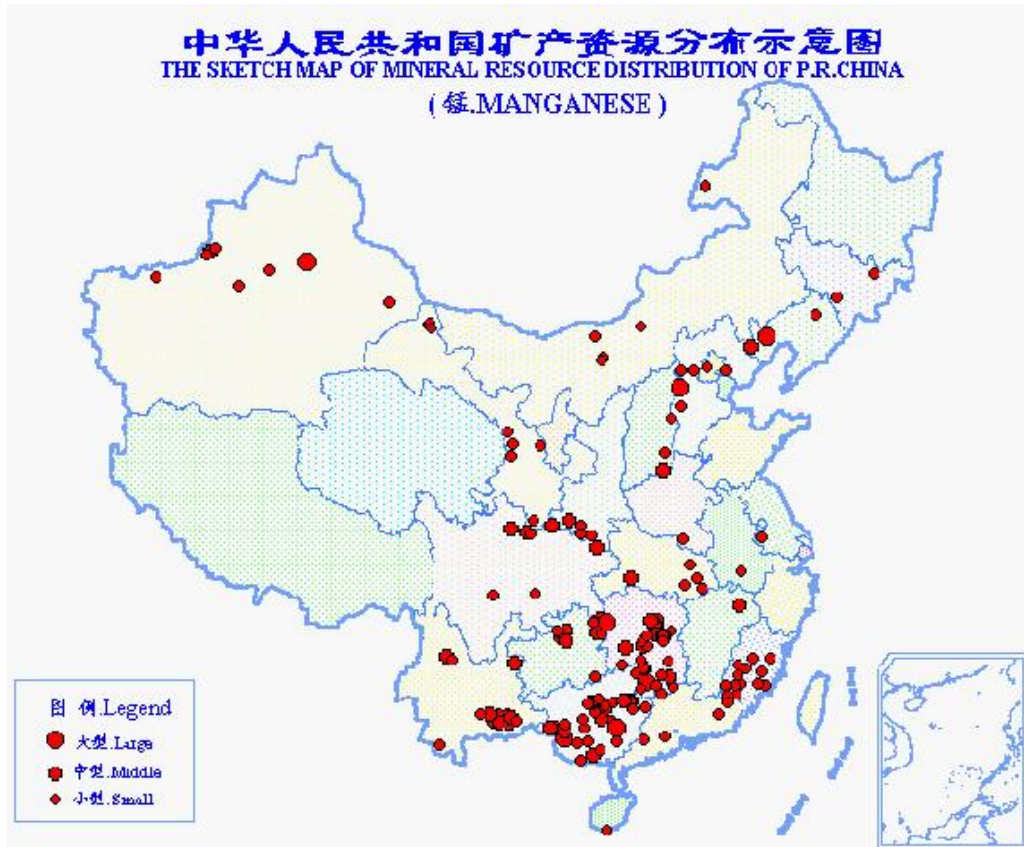 中华人民共和国矿产资源分布示意图
THE SKETCH MAP OF MINERAL RESOURCE DISTRIBUTION OF P.R.CHINA
(锰.MANGANESE)
图 例.Legend
大型.Large
中型.Middle
小型.Small